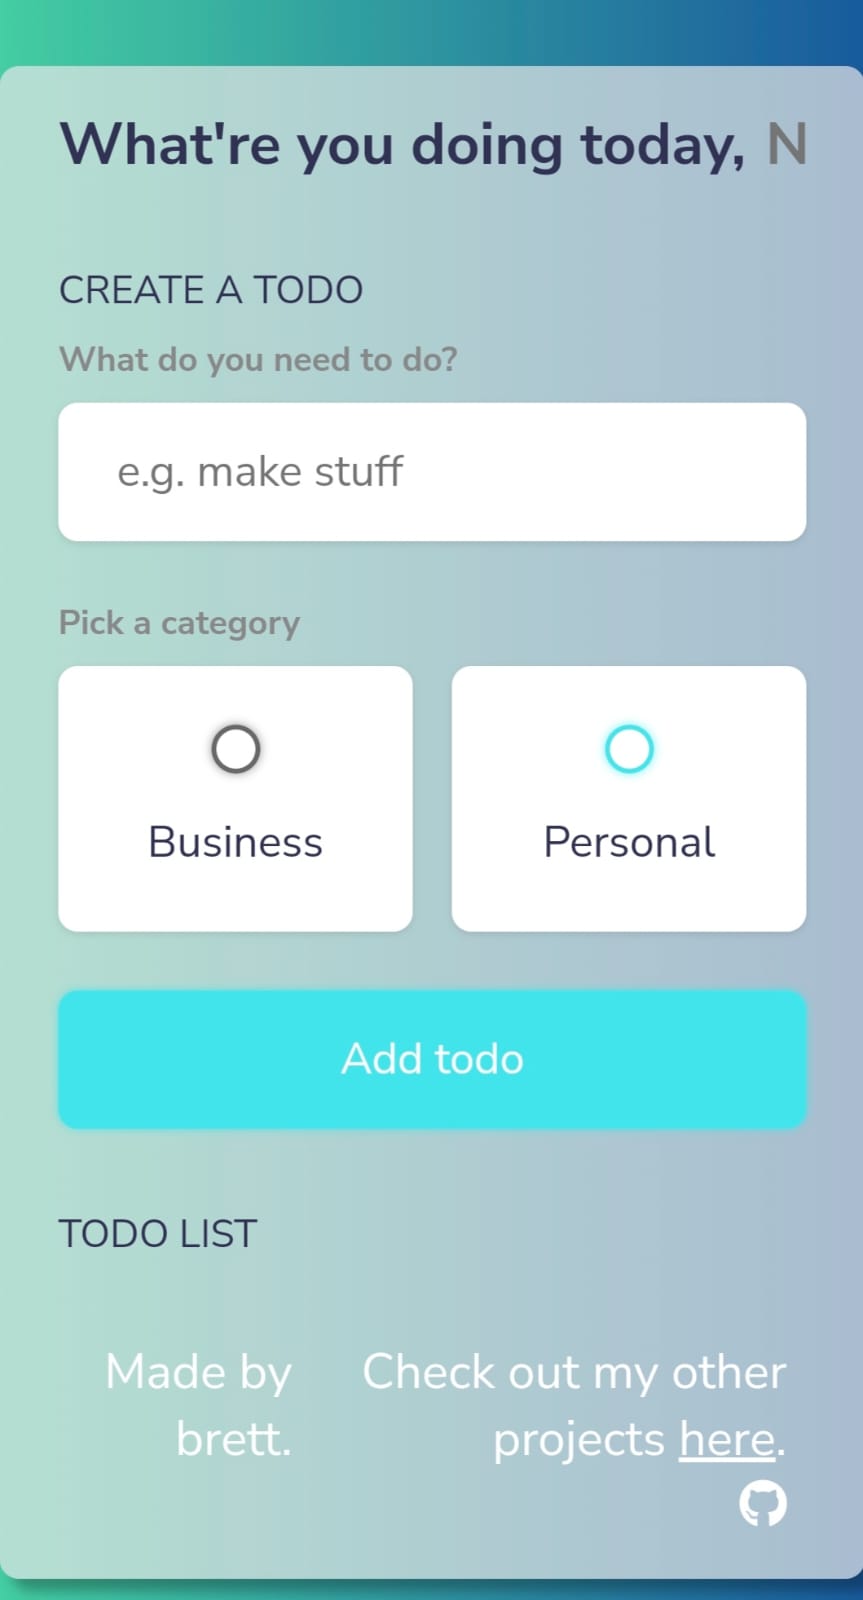 What're you doing today, N
CREATE A TODO
What do you need to do?
e.g. make stuff
Pick a category
Business
Personal
Add todo
TODO LIST
Made by
brett.
Check out my other
projects here.